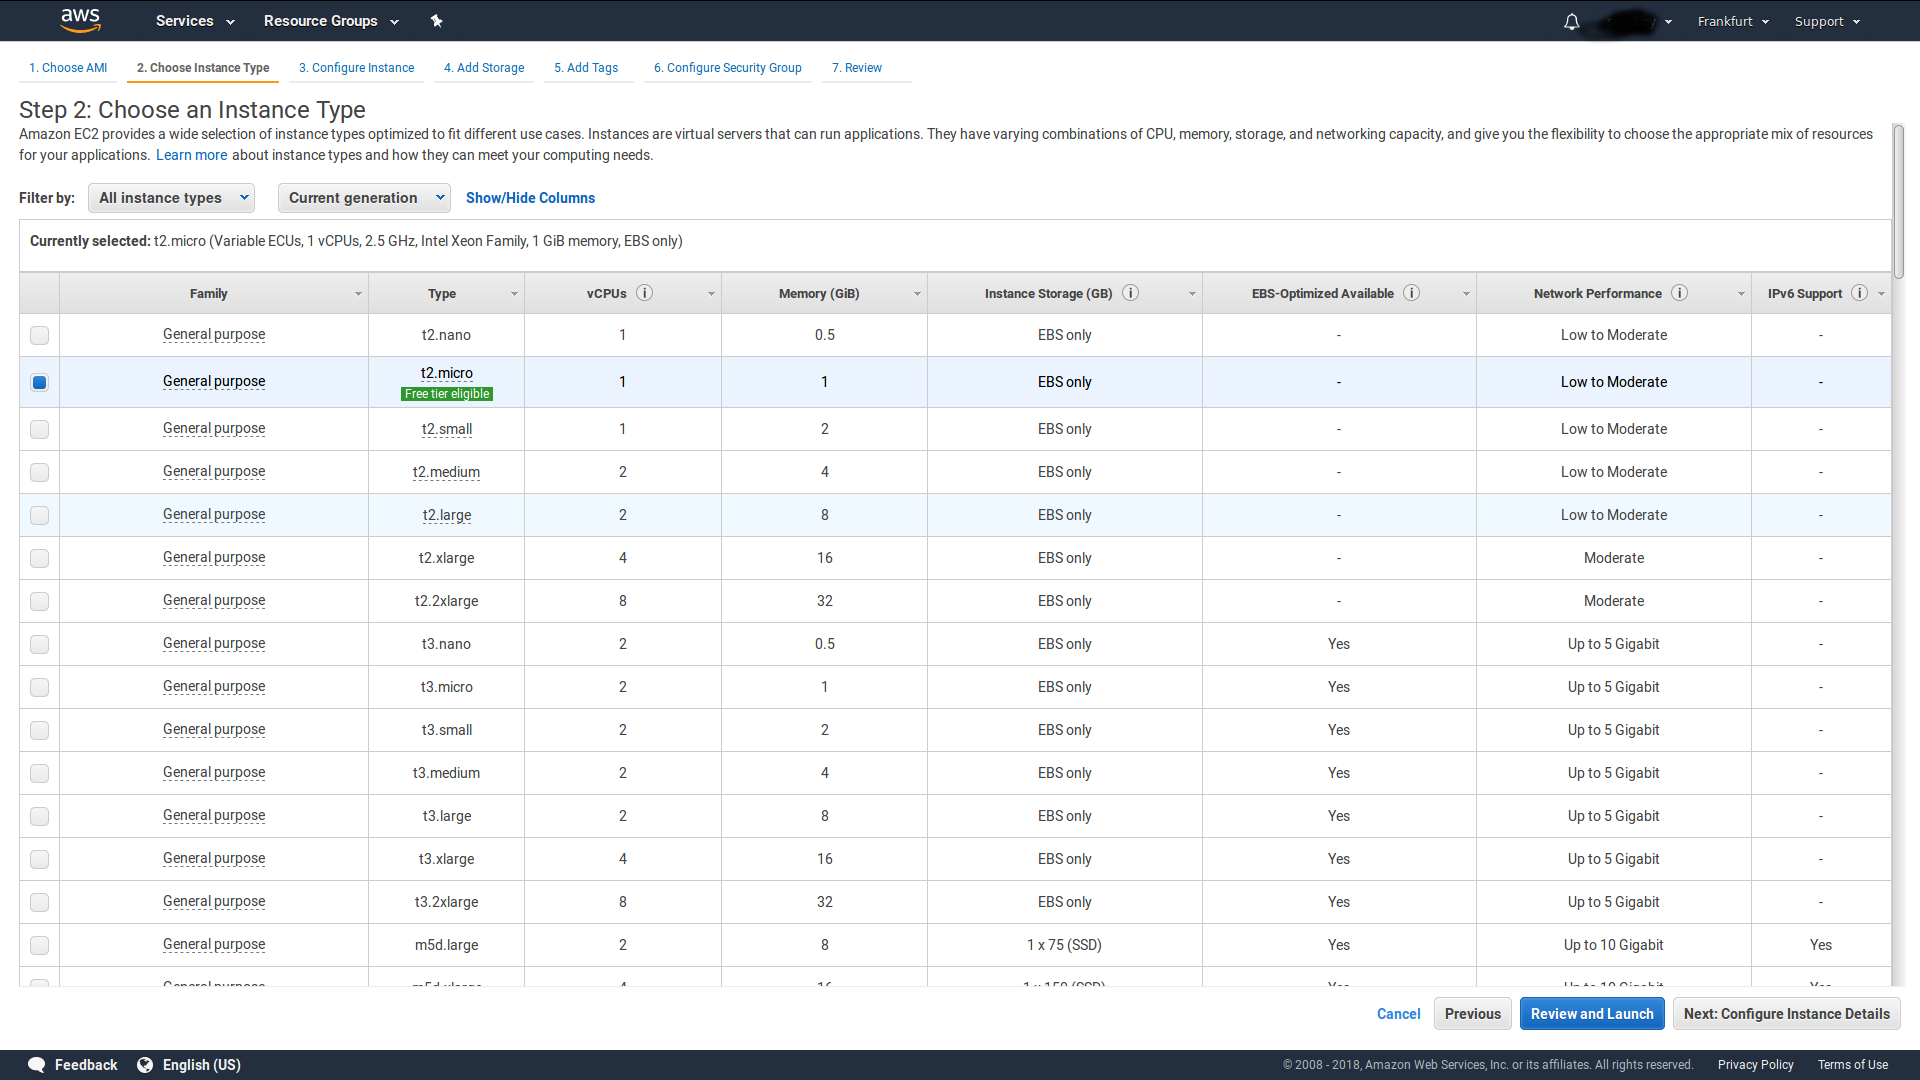 aws Services Resource Groups Frankfurt Support
1. Choose AMI 2. Choose Instance Type 3. Configure Instance 4. Add Storage 5. Add Tags 6. Configure Security Group 7. Review
Step 2: Choose an Instance Type
Amazon EC2 provides a wide selection of instance types optimized to fit different use cases. Instances are virtual servers that can run applications. They have varying combinations of CPU, memory, storage, and networking capacity, and give you the flexibility to choose the appropriate mix of resources
for your applications. Learn more about instance types and how they can meet your computing needs.
Filter by: All instance types Current generation Show/Hide Columns
Currently selected: t2.micro (Variable ECUs, 1 vCPUs, 2.5 GHz, Intel Xeon Family, 1 GiB memory, EBS only)
Family Type vCPUs i Memory (GiB) Instance Storage (GB) i EBS-Optimized Available i Network Performance i IPv6 Support i
General purpose t2.nano 1 0.5 EBS only - Low to Moderate -
General purpose t2.micro 1 1 EBS only - Low to Moderate -
Free tier eligible
General purpose t2.small 1 2 EBS only - Low to Moderate -
General purpose t2.medium 2 4 EBS only - Low to Moderate -
General purpose t2.large 2 8 EBS only - Low to Moderate -
General purpose t2.xlarge 4 16 EBS only - Moderate -
General purpose t2.2xlarge 8 32 EBS only - Moderate -
General purpose t3.nano 2 0.5 EBS only Yes Up to 5 Gigabit -
General purpose t3.micro 2 1 EBS only Yes Up to 5 Gigabit -
General purpose t3.small 2 2 EBS only Yes Up to 5 Gigabit -
General purpose t3.medium 2 4 EBS only Yes Up to 5 Gigabit -
General purpose t3.large 2 8 EBS only Yes Up to 5 Gigabit -
General purpose t3.xlarge 4 16 EBS only Yes Up to 5 Gigabit -
General purpose t3.2xlarge 8 32 EBS only Yes Up to 5 Gigabit -
General purpose m5d.large 2 8 1 x 75 (SSD) Yes Up to 10 Gigabit Yes
General purpose m5d.xlarge 4 16 1 x 150 (SSD) Yes Up to 10 Gigabit Yes
Cancel Previous Review and Launch Next: Configure Instance Details
Feedback English (US) © 2008 - 2018, Amazon Web Services, Inc. or its affiliates. All rights reserved. Privacy Policy Terms of Use